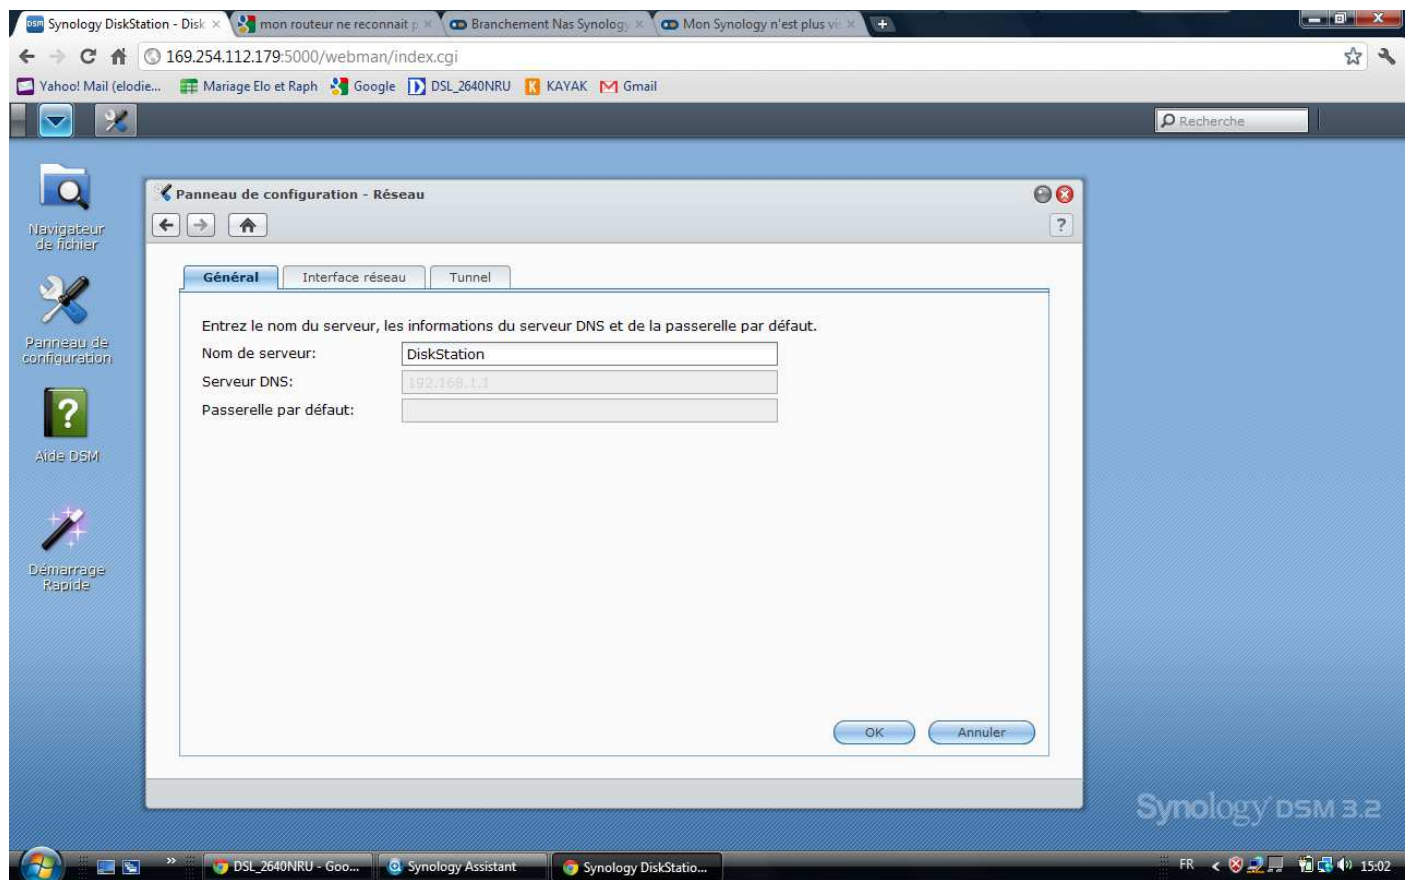 Synology DiskStation - Disk
mon routeur ne reconnait p
Branchement Nas Synology
Mon Synology n'est plus vi
169.254.112.179:5000/webman/index.cgi
Yahoo! Mail (elodie...
Mariage Elo et Raph
Google
DSL_2640NRU
KAYAK
Gmail
Recherche
Navigateur
de fichier
Panneau de
configuration
Aide DSM
Démarrage
Rapide
Panneau de configuration - Réseau
Général
Interface réseau
Tunnel
Entrez le nom du serveur, les informations du serveur DNS et de la passerelle par défaut.
Nom de serveur: DiskStation
Serveur DNS: 192.168.1.1
Passerelle par défaut:
OK
Annuler
Synology DSM 3.2
DSL_2640NRU - Goo...
Synology Assistant
Synology DiskStatio...
FR
15:02